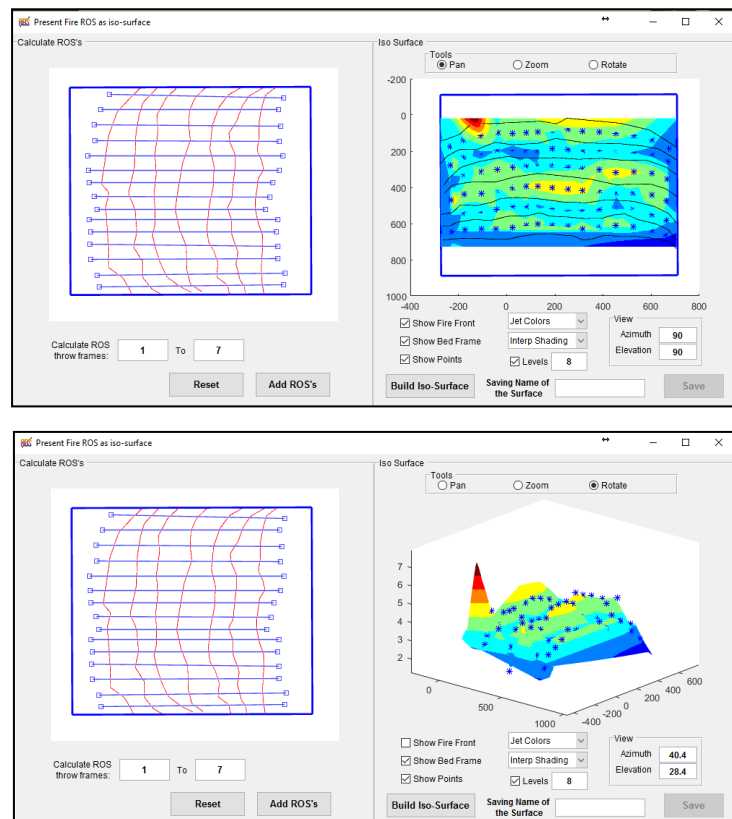 Present Fire ROS as iso-surface
Calculate ROS's
Iso Surface
Tools
Pan Zoom Rotate
-200
0
200
400
600
800
1000
-400 -200 0 200 400 600 800
Calculate ROS
throw frames:
1 To 7
Reset Add ROS's
Show Fire Front
Show Bed Frame
Show Points
Jet Colors
Interp Shading
Levels 8
View
Azimuth 90
Elevation 90
Build Iso-Surface
Saving Name of
the Surface
Save
Present Fire ROS as iso-surface
Calculate ROS's
Iso Surface
Tools
Pan Zoom Rotate
7
6
5
4
3
2
0
500
1000
-400
-200
0
200
400
600
Calculate ROS
throw frames:
1 To 7
Reset Add ROS's
Show Fire Front
Show Bed Frame
Show Points
Jet Colors
Interp Shading
Levels 8
View
Azimuth 40.4
Elevation 28.4
Build Iso-Surface
Saving Name of
the Surface
Save